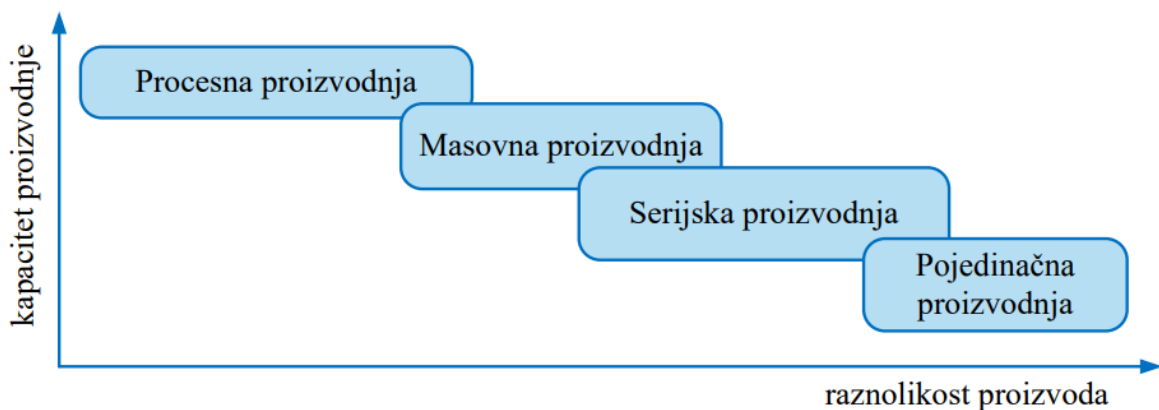 kapacitet proizvodnje
Procesna proizvodnja
Masovna proizvodnja
Serijska proizvodnja
Pojedinačna
proizvodnja
raznolikost proizvoda